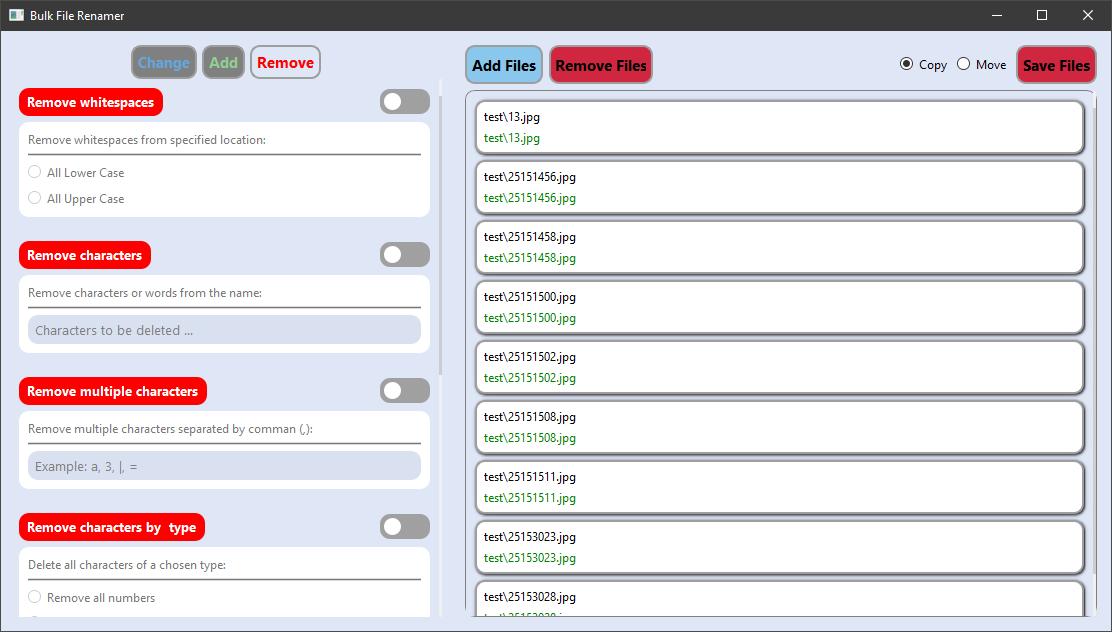 Bulk File Renamer
Change Add Remove
Add Files Remove Files Copy Move Save Files
Remove whitespaces
Remove whitespaces from specified location:
All Lower Case
All Upper Case
Remove characters
Remove characters or words from the name:
Characters to be deleted ...
Remove multiple characters
Remove multiple characters separated by comman (,):
Example: a, 3, |, =
Remove characters by  type
Delete all characters of a chosen type:
Remove all numbers
test\13.jpg
test\13.jpg
test\25151456.jpg
test\25151456.jpg
test\25151458.jpg
test\25151458.jpg
test\25151500.jpg
test\25151500.jpg
test\25151502.jpg
test\25151502.jpg
test\25151508.jpg
test\25151508.jpg
test\25151511.jpg
test\25151511.jpg
test\25153023.jpg
test\25153023.jpg
test\25153028.jpg
test\25153028.jpg